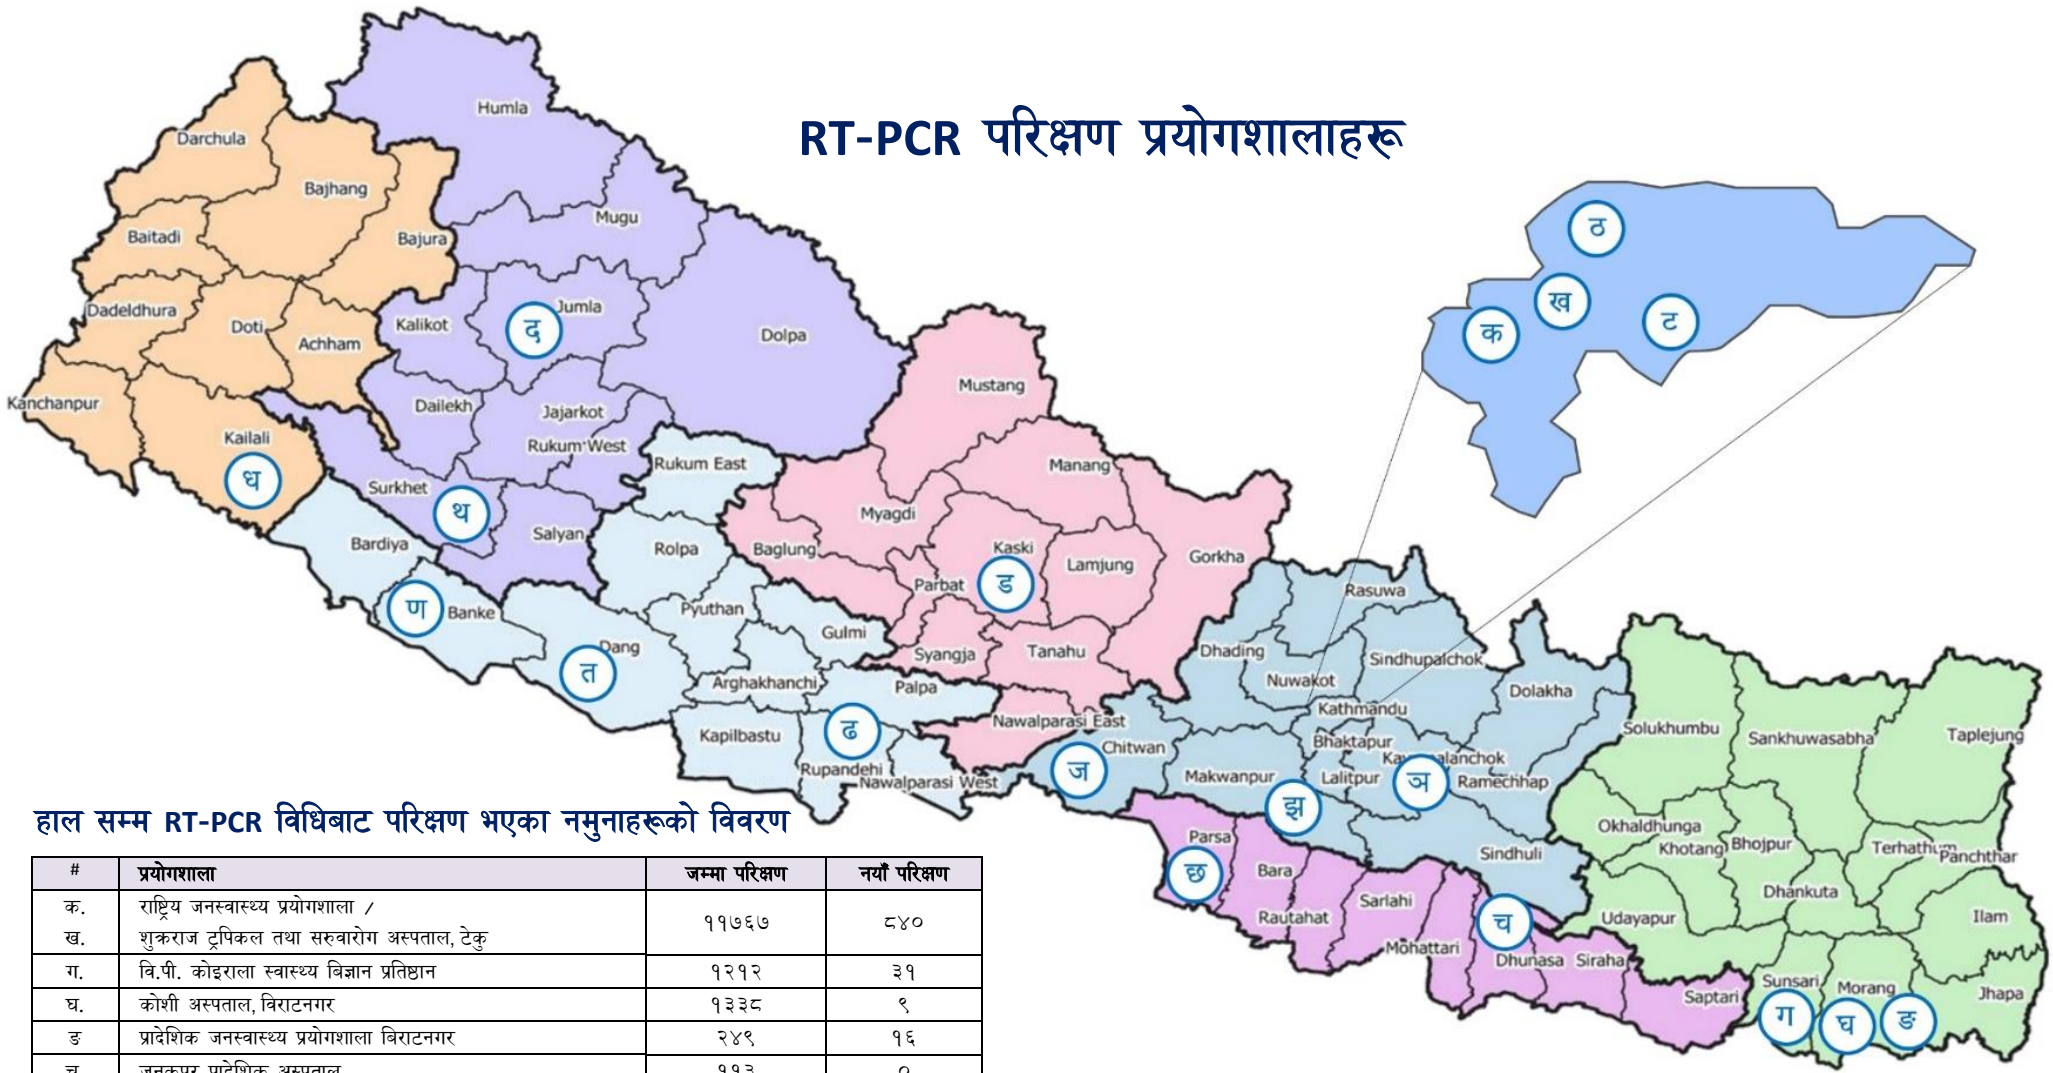 RT-PCR परिक्षण प्रयोगशालाहरू
Humla
Darchula
Bajhang
Mugu
Baitadi
Bajura
ठ
Dadeldhura
Doti
Achham
Kalikot
द
Jumla
Dolpa
क
ख
ट
Kanchanpur
Dailekh
Jajarkot
Mustang
Kailali
Rukum West
Rukum East
Manang
ध
Surkhet
थ
Salyan
Myagdi
Bardiya
Rolpa
Baglung
Kaski
Lamjung
Gorkha
Parbat
ड
Rasuwa
ण
Banke
Pyuthan
Gulmi
Dang
त
Syangja
Tanahu
Dhading
Sindhupalchok
Nuwakot
Arghakhanchi
Palpa
Dolakha
Kathmandu
Nawalparasi East
Solukhumbu
Sankhuwasabha
Taplejung
Kapilbastu
ढ
Chitwan
Bhaktapur
Rupandehi
Nawalparasi West
ज
Makwanpur
Lalitpur
ञ
Ramechhap
झ
Parsa
Okhaldhunga
Khotang
Bhojpur
Panchthar
Sindhuli
छ
Bara
Dhankuta
Rautahat
Sarlahi
च
Udayapur
Ilam
Mohattari
Dhunasa
Siraha
Saptari
Sunsari
Morang
Jhapa
ग
घ
ङ
हाल सम्म RT-PCR विधिबाट परिक्षण भएका नमुनाहरूको विवरण
# प्रयोगशाला जम्मा परिक्षण नयाँ परिक्षण
क. राष्ट्रिय जनस्वास्थ्य प्रयोगशाला /
ख. शुक्रराज ट्रपिकल तथा सरुवारोग अस्पताल, टेकु ११७६७ ८४०
ग. वि.पी. कोइराला स्वास्थ्य बिज्ञान प्रतिष्ठान १२१२ ३१
घ. कोशी अस्पताल, विराटनगर १३३८ ९
ङ प्रादेशिक जनस्वास्थ्य प्रयोगशाला बिराटनगर २४९ १६
च जनकपुर प्रादेशिक अस्पताल ११३ ०